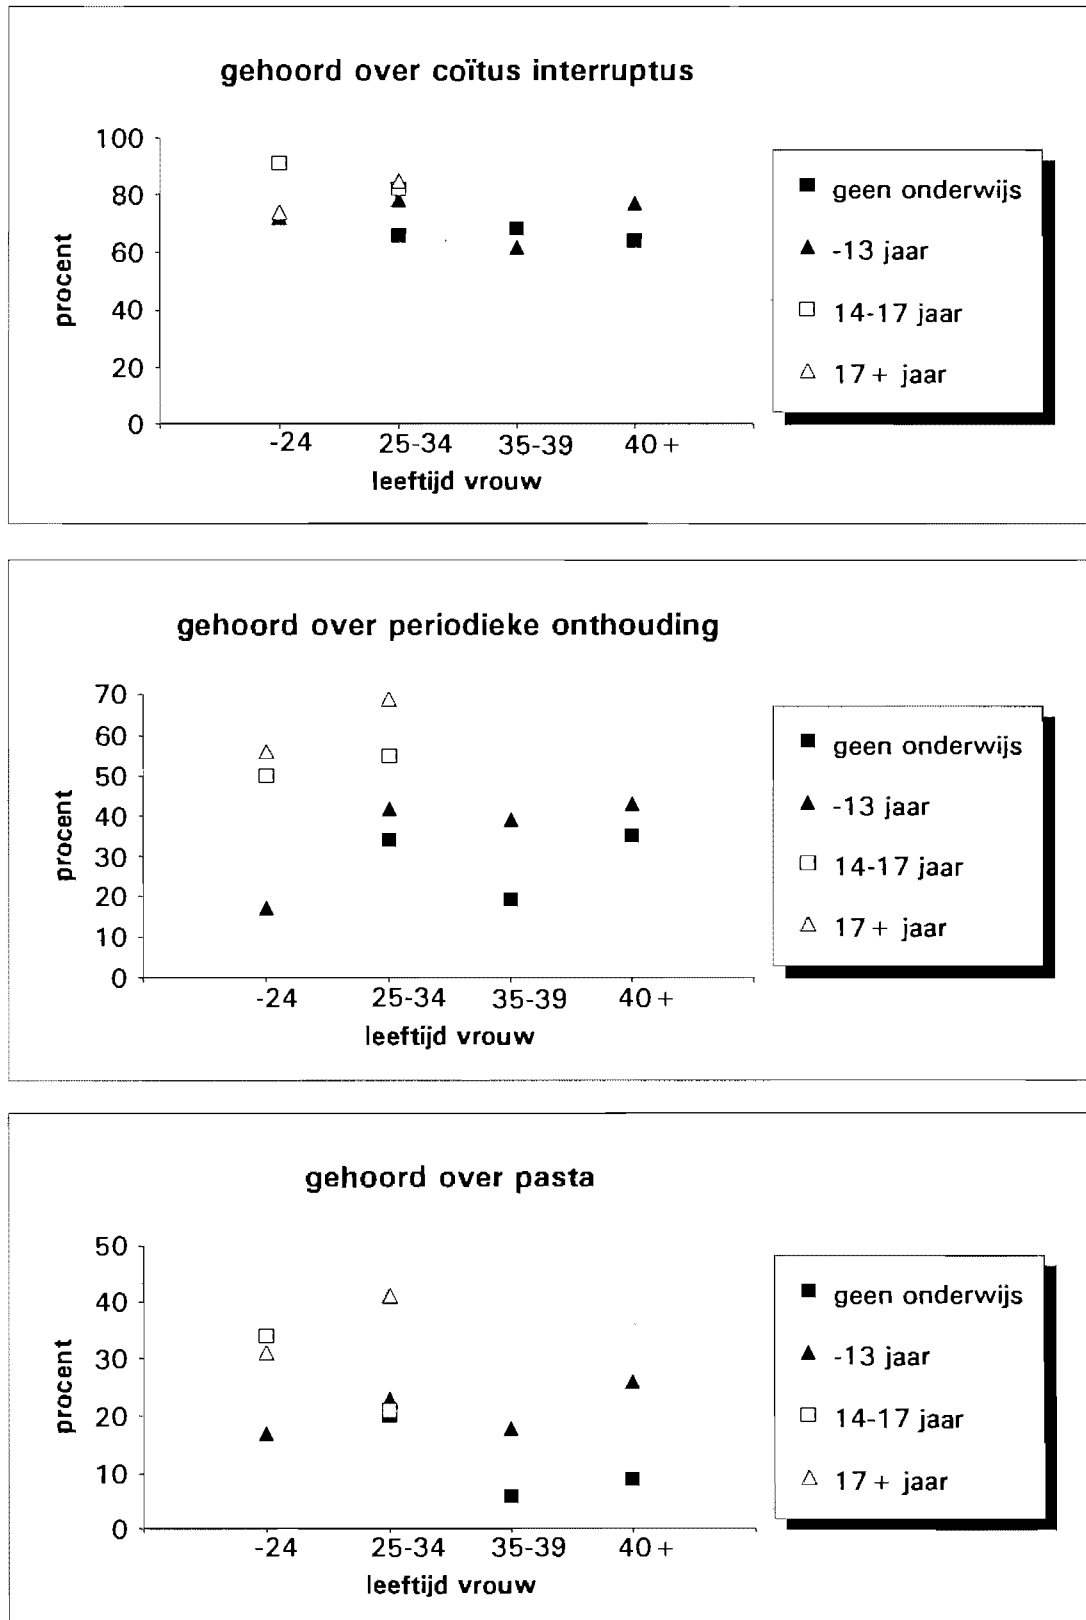 gehoord over coïtus interruptus
100
80
60
40
20
0
procent
-24 25-34 35-39 40+
leeftijd vrouw
geen onderwijs
-13 jaar
14-17 jaar
17+ jaar
gehoord over periodieke onthouding
70
60
50
40
30
20
10
0
procent
-24 25-34 35-39 40+
leeftijd vrouw
geen onderwijs
-13 jaar
14-17 jaar
17+ jaar
gehoord over pasta
50
40
30
20
10
0
procent
-24 25-34 35-39 40+
leeftijd vrouw
geen onderwijs
-13 jaar
14-17 jaar
17+ jaar